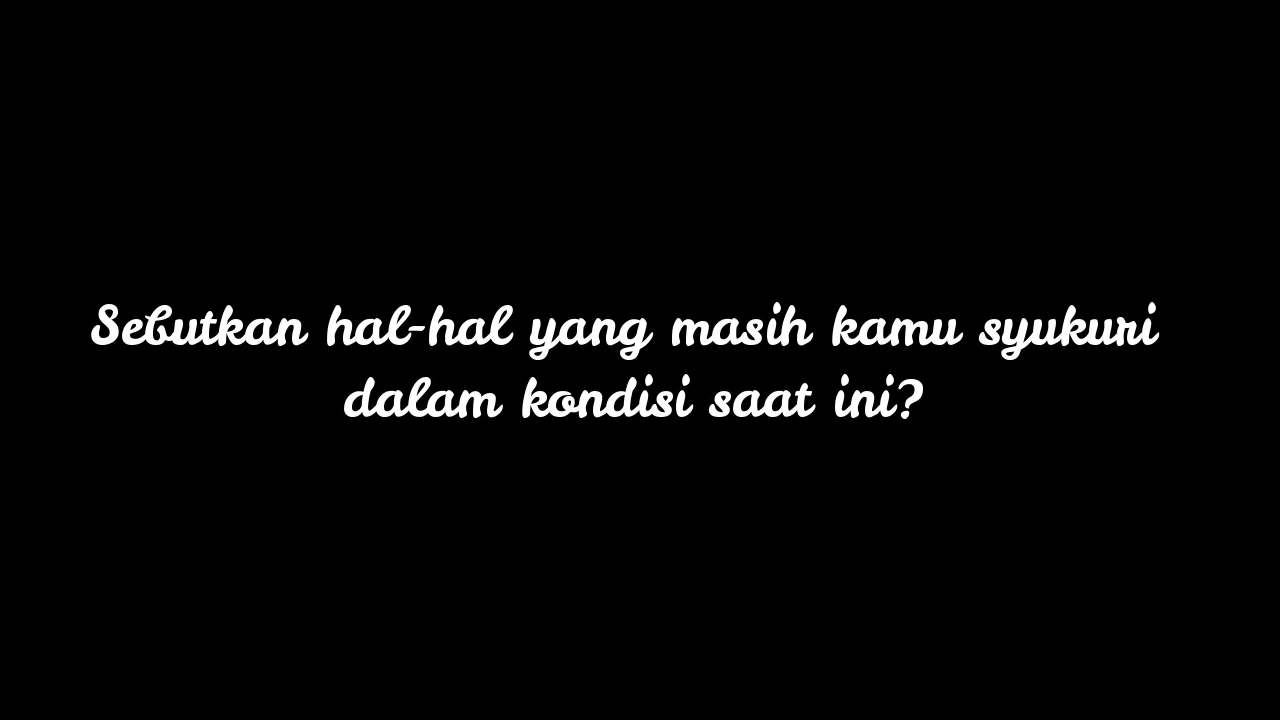 Sebutkan hal-hal yang masih kamu syukuri
dalam kondisi saat ini?